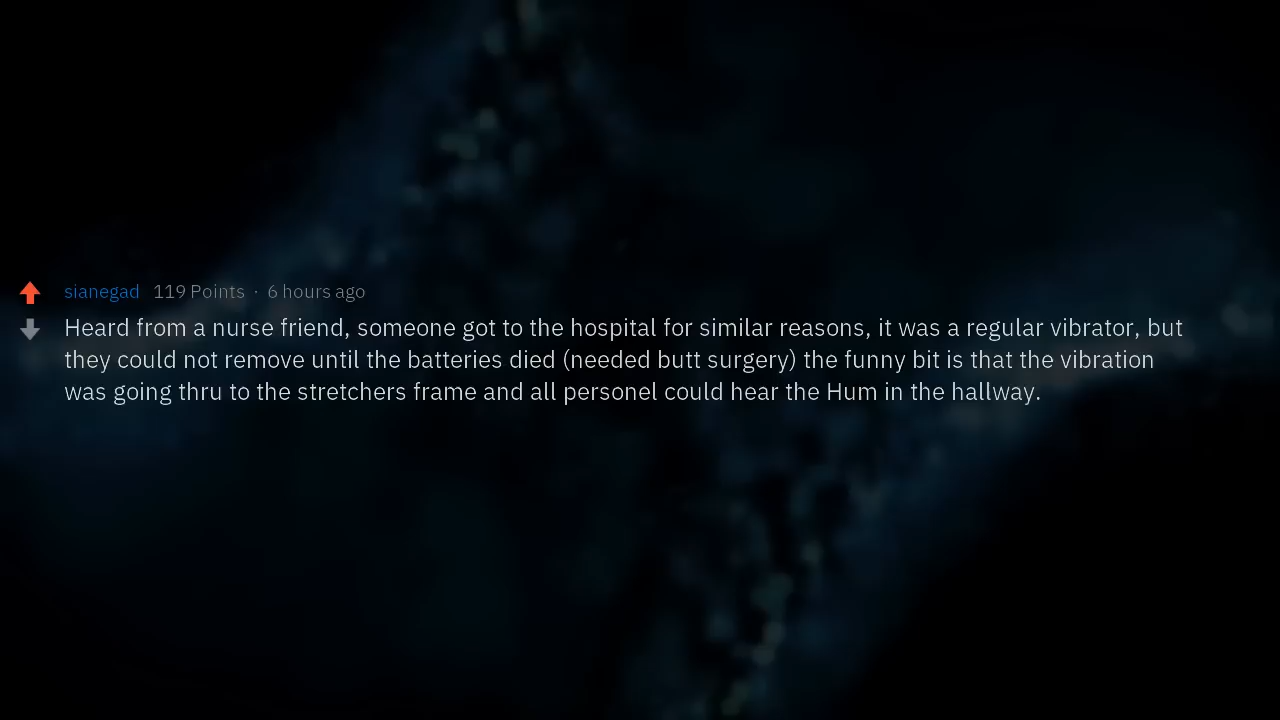 sianegad 119 Points · 6 hours ago
Heard from a nurse friend, someone got to the hospital for similar reasons, it was a regular vibrator, but
they could not remove until the batteries died (needed butt surgery) the funny bit is that the vibration
was going thru to the stretchers frame and all personel could hear the Hum in the hallway.